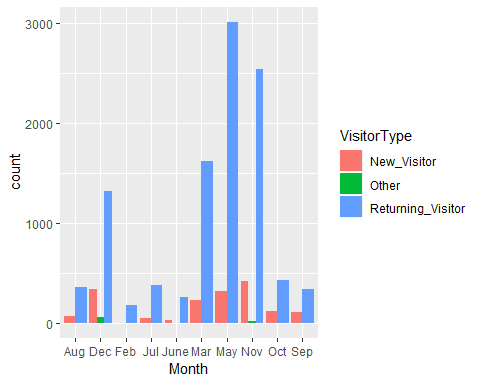 3000
2000
1000
0
count
Aug Dec Feb Jul June Mar May Nov Oct Sep
Month
VisitorType
New_Visitor
Other
Returning_Visitor